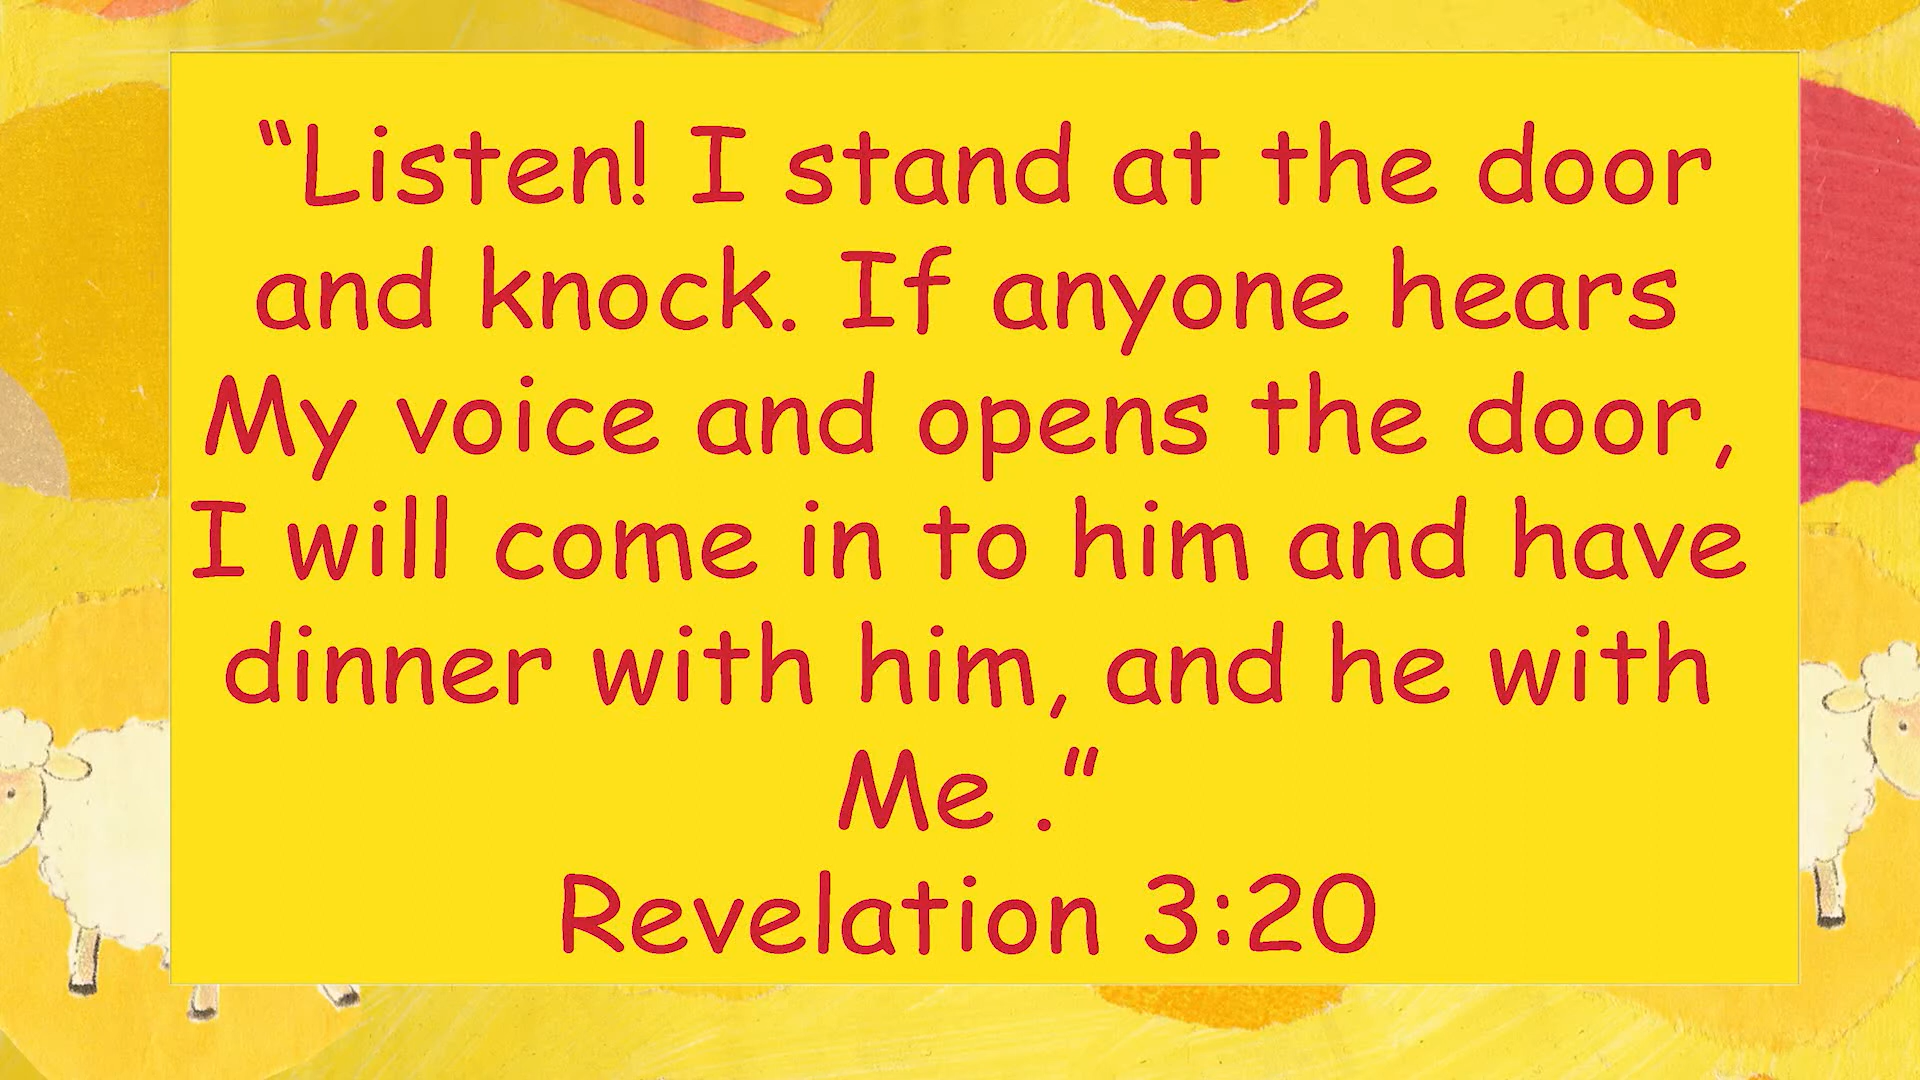 “Listen! I stand at the door
and knock. If anyone hears
My voice and opens the door,
I will come in to him and have
dinner with him, and he with
Me .”
Revelation 3:20